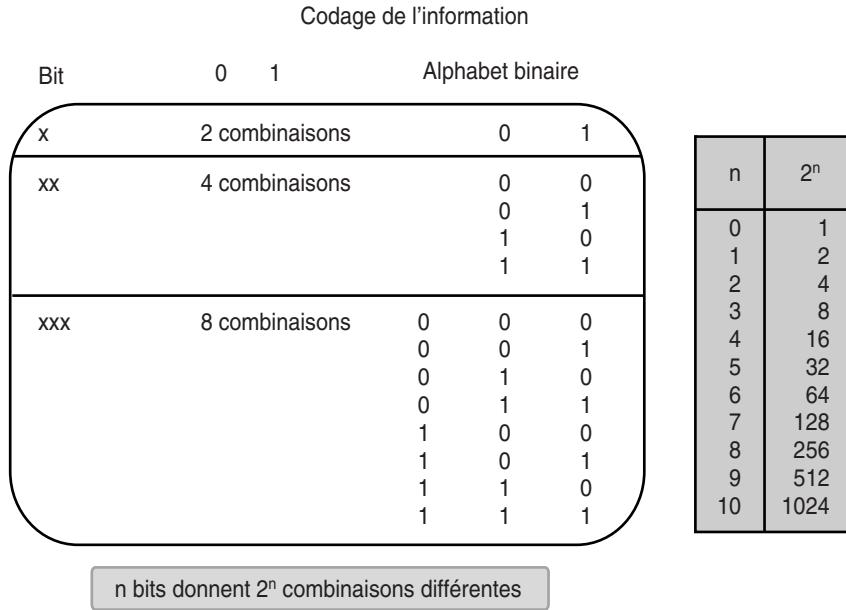 Codage de l'information
Bit 0 1 Alphabet binaire
x 2 combinaisons 0 1
xx 4 combinaisons 0 0
0 1
1 0
1 1
xxx 8 combinaisons 0 0 0
0 0 1
0 1 0
0 1 1
1 0 0
1 0 1
1 1 0
1 1 1
n bits donnent 2ⁿ combinaisons différentes
n 2ⁿ
0 1
1 2
2 4
3 8
4 16
5 32
6 64
7 128
8 256
9 512
10 1024